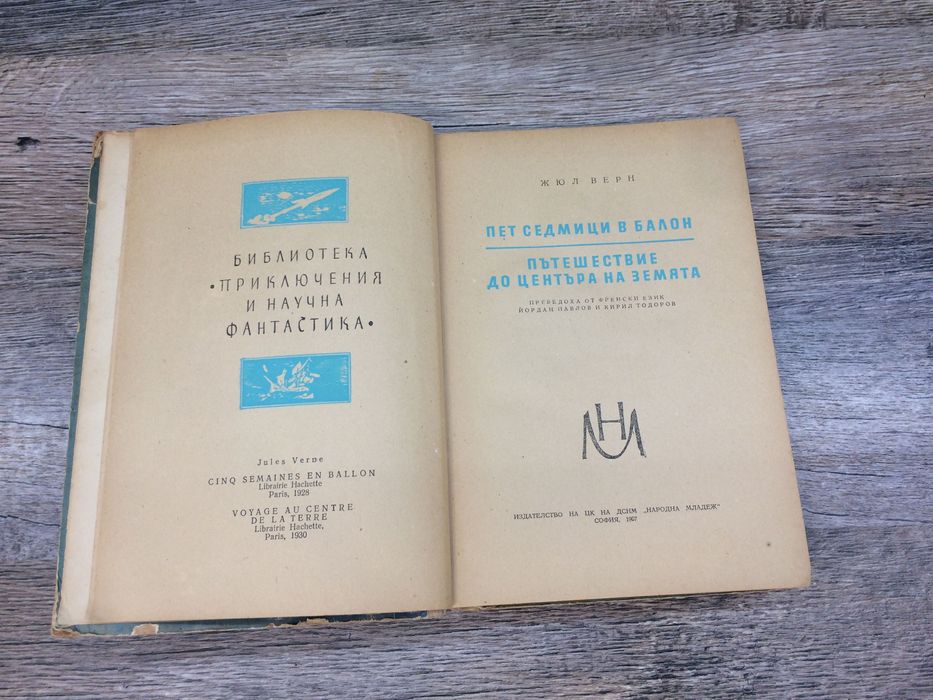 БИБЛИОТЕКА
•ПРИКЛЮЧЕНИЯ
И НАУЧНА
ФАНТАСТИКА•
Jules Verne
CINQ SEMAINES EN BALLON
Librairie Hachette
Paris, 1928
VOYAGE AU CENTRE
DE LA TERRE
Librairie Hachette,
Paris, 1930
ЖЮЛ ВЕРН
ПЕТ СЕДМИЦИ В БАЛОН
ПЪТЕШЕСТВИЕ
ДО ЦЕНТЪРА НА ЗЕМЯТА
ПРЕВЕДОХА ОТ ФРЕНСКИ ЕЗИК
ЙОРДАН ПАВЛОВ И КИРИЛ ТОДОРОВ
НМ
ИЗДАТЕЛСТВО НА ЦК НА ДСНМ „НАРОДНА МЛАДЕЖ"
СОФИЯ, 1957